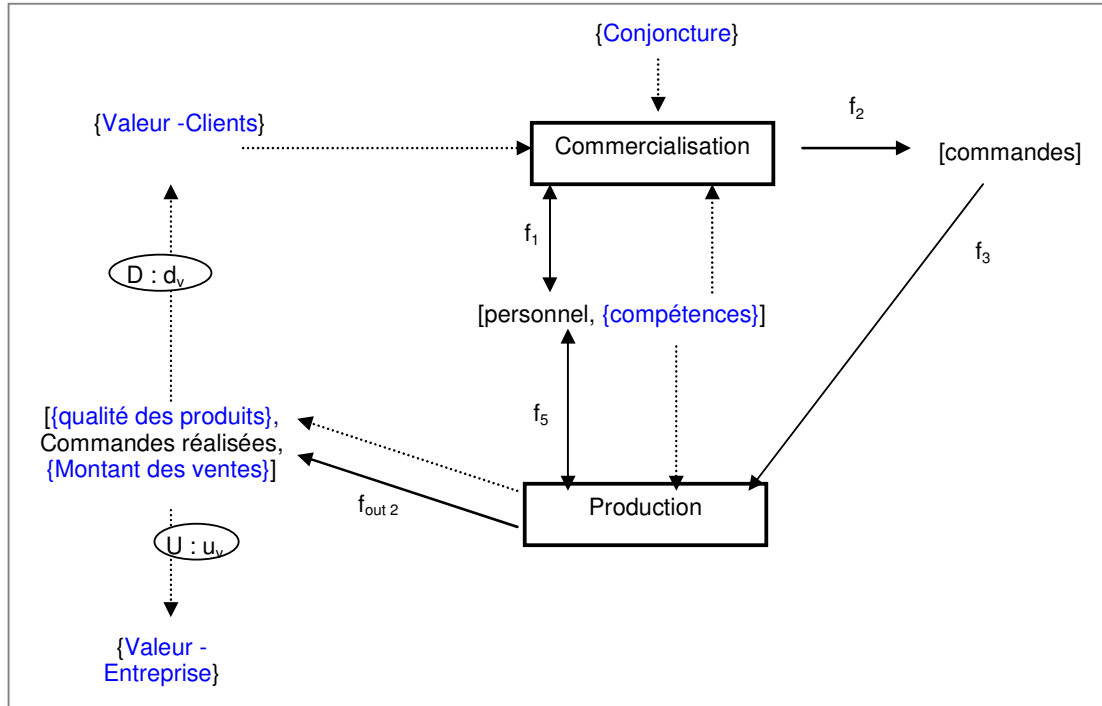 {Conjoncture}
{Valeur -Clients}
Commercialisation
f2
[commandes]
f1
f3
D : dv
[personnel, {compétences}]
[{qualité des produits},
Commandes réalisées,
{Montant des ventes}]
f5
Production
fout 2
U : uv
{Valeur -
Entreprise}